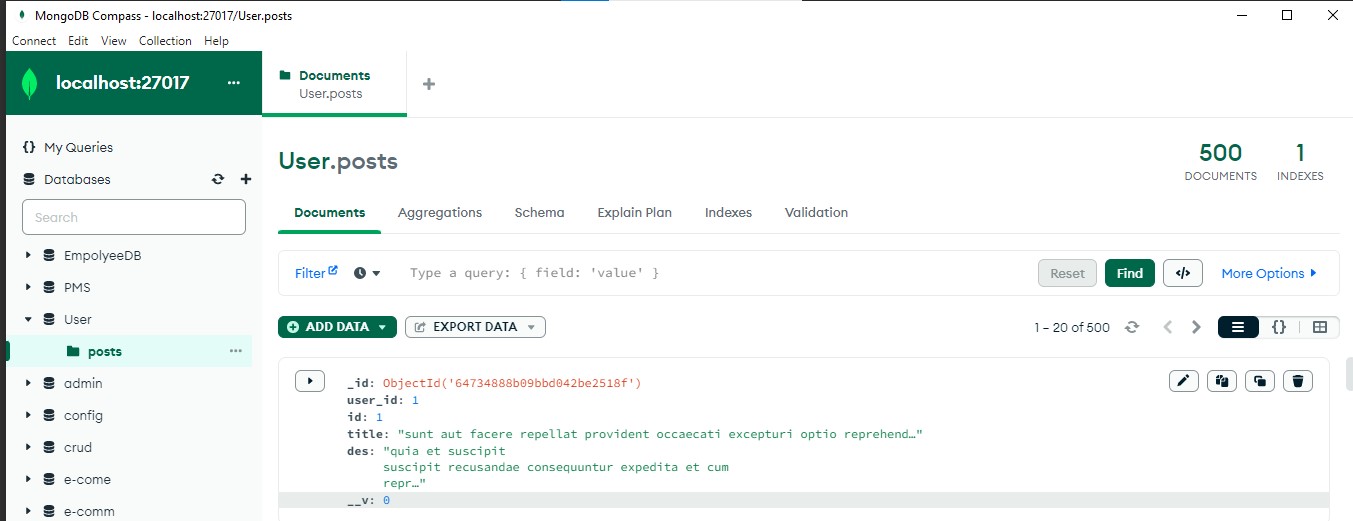 MongoDB Compass - localhost:27017/User.posts
Connect Edit View Collection Help
localhost:27017 ...
Documents
User.posts
{} My Queries
Databases
Search
EmpolyeeDB
PMS
User
posts ...
admin
config
crud
e-come
e-comm
User.posts
500 1
DOCUMENTS INDEXES
Documents Aggregations Schema Explain Plan Indexes Validation
Filter Type a query: { field: 'value' } Reset Find </> More Options
ADD DATA EXPORT DATA 1 – 20 of 500 {}
_id: ObjectId('64734888b09bbd042be2518f')
user_id: 1
id: 1
title: "sunt aut facere repellat provident occaecati excepturi optio reprehend…"
des: "quia et suscipit
suscipit recusandae consequuntur expedita et cum
repr…"
__v: 0